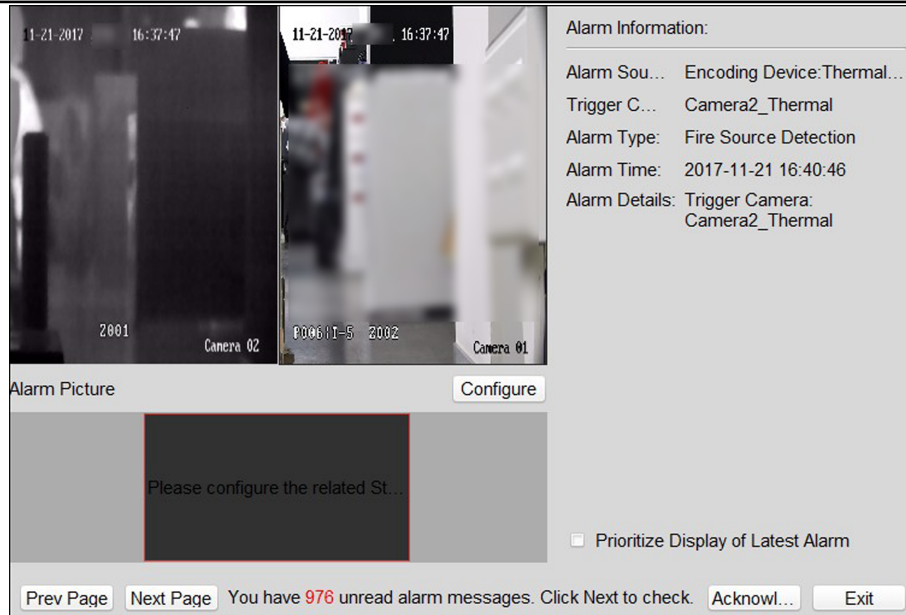 11-21-2017 16:37:47
Z001
Camera 02
11-21-2017 16:37:47
Z002
Camera 01
Alarm Picture
Configure
Please configure the related St...
Alarm Information:
Alarm Sou... Encoding Device:Thermal...
Trigger C... Camera2_Thermal
Alarm Type: Fire Source Detection
Alarm Time: 2017-11-21 16:40:46
Alarm Details: Trigger Camera:
Camera2_Thermal
Prioritize Display of Latest Alarm
Prev Page Next Page You have 976 unread alarm messages. Click Next to check. Acknowl... Exit